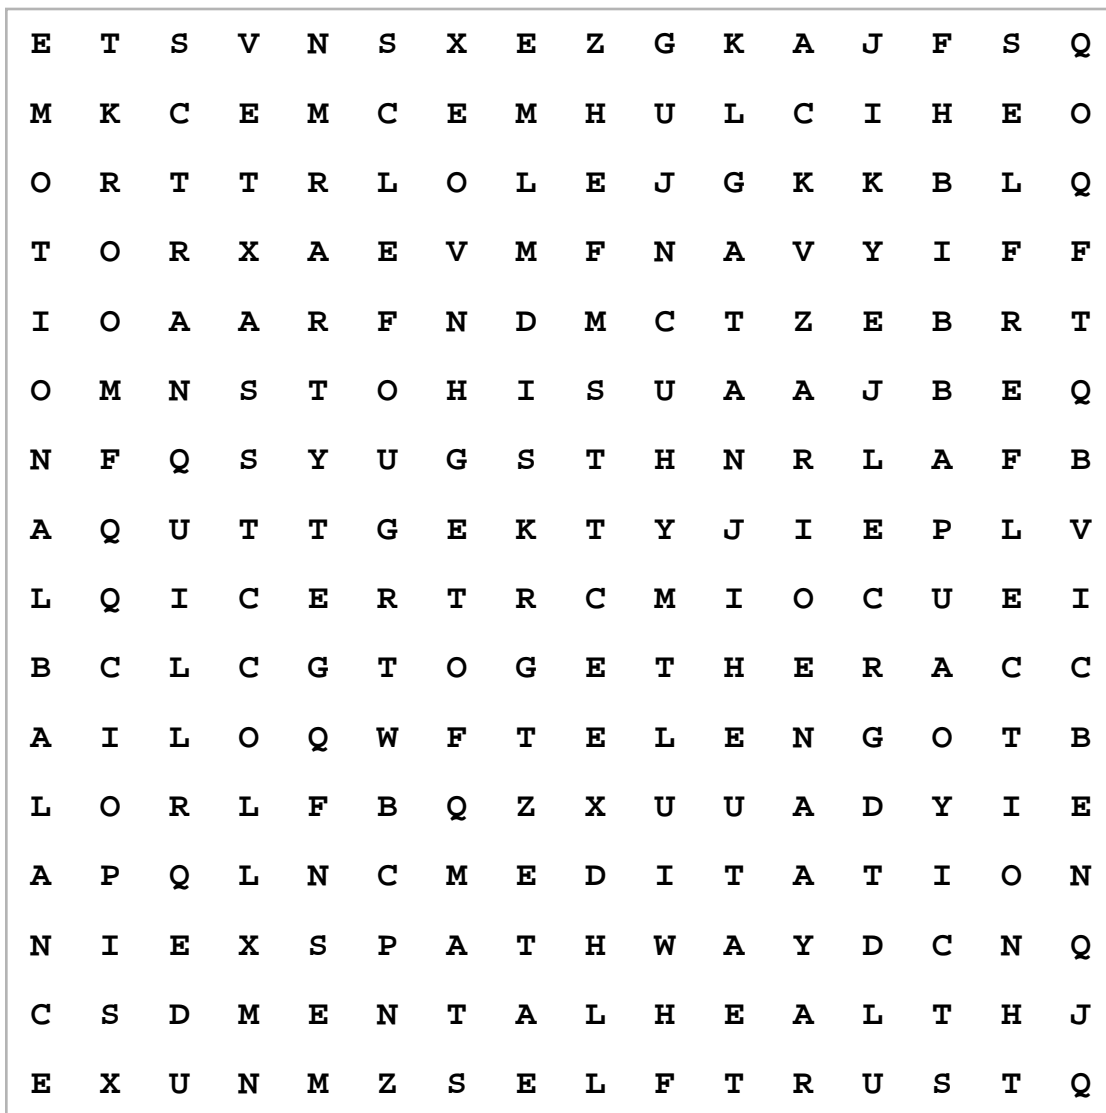 E T S V N S X E Z G K A J F S Q
M K C E M C E M H U L C I H E O
O R T T R L O L E J G K K B L Q
T O R X A E V M F N A V Y I F F
I O A A R F N D M C T Z E B R T
O M N S T O H I S U A A J B E Q
N F Q S Y U G S T H N R L A F B
A Q U T T G E K T Y J I E P L V
L Q I C E R T R C M I O C U E I
B C L C G T O G E T H E R A C C
A I L O Q W F T E L E N G O T B
L O R L F B Q Z X U U A D Y I E
A P Q L N C M E D I T A T I O N
N I E X S P A T H W A Y D C N Q
C S D M E N T A L H E A L T H J
E X U N M Z S E L F T R U S T Q